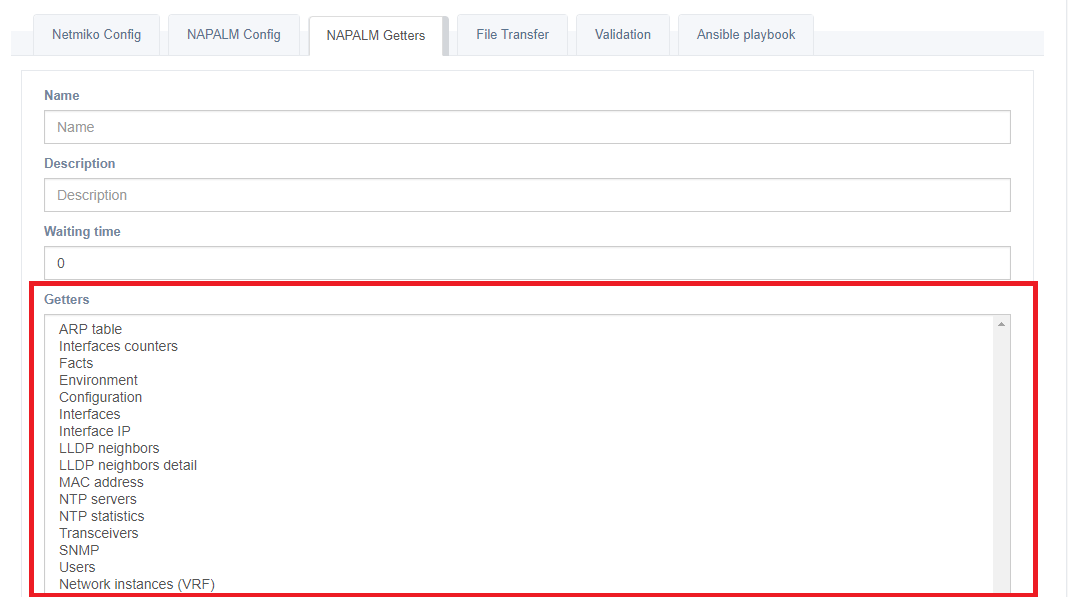 Netmiko Config NAPALM Config NAPALM Getters File Transfer Validation Ansible playbook
Name
Name
Description
Description
Waiting time
0
Getters
ARP table
Interfaces counters
Facts
Environment
Configuration
Interfaces
Interface IP
LLDP neighbors
LLDP neighbors detail
MAC address
NTP servers
NTP statistics
Transceivers
SNMP
Users
Network instances (VRF)